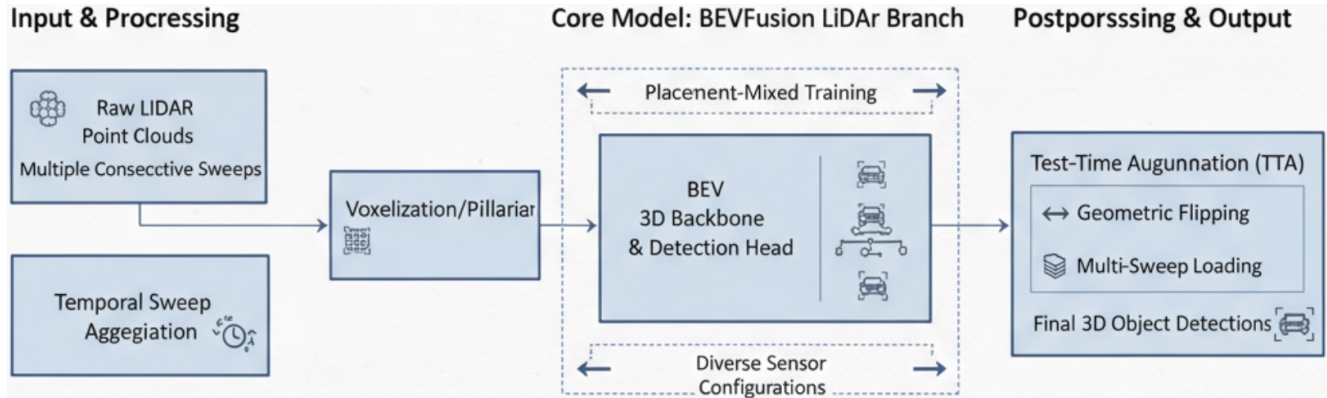 Input & Procressing
Core Model: BEVFusion LiDAr Branch
Postporsssing & Output
Raw LIDAR
Point Clouds
Multiple Consecctive Sweeps
Temporal Sweep
Aggegiation
Voxelization/Pillariar
Placenent-Mixed Training
BEV
3D Backbone
& Detection Head
Diverse Sensor
Configurations
Test-Time Augunnation (TTA)
Geometric Flipping
Multi-Sweep Loading
Final 3D Object Detections